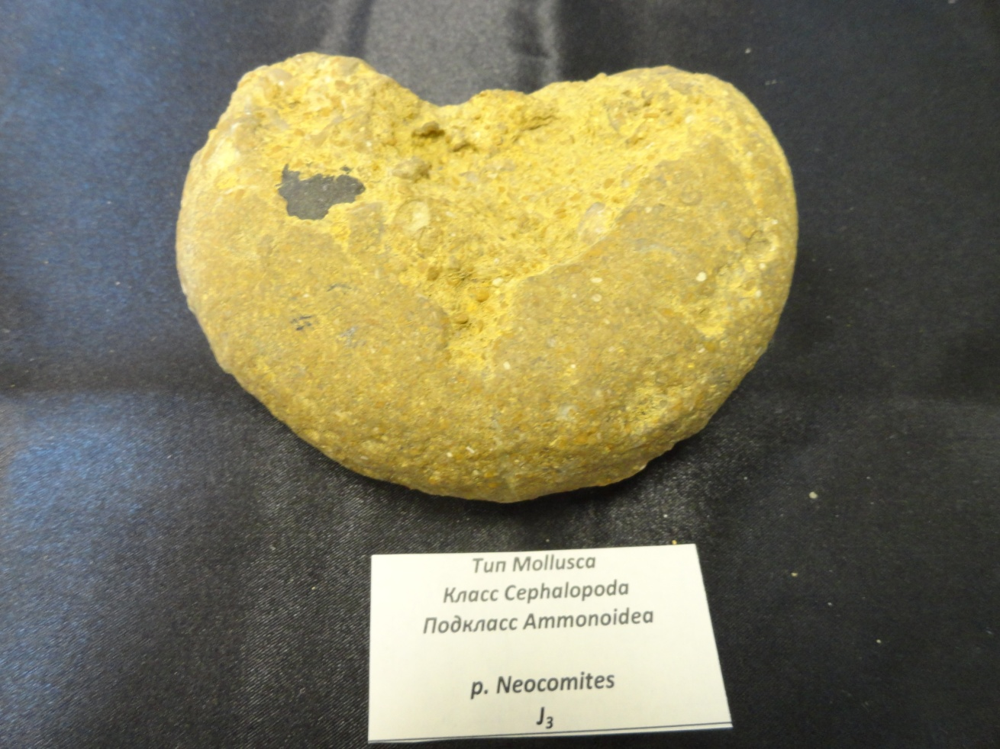 Тип Mollusca
Класс Cephalopoda
Подкласс Ammonoidea
р. Neocomites
J₃